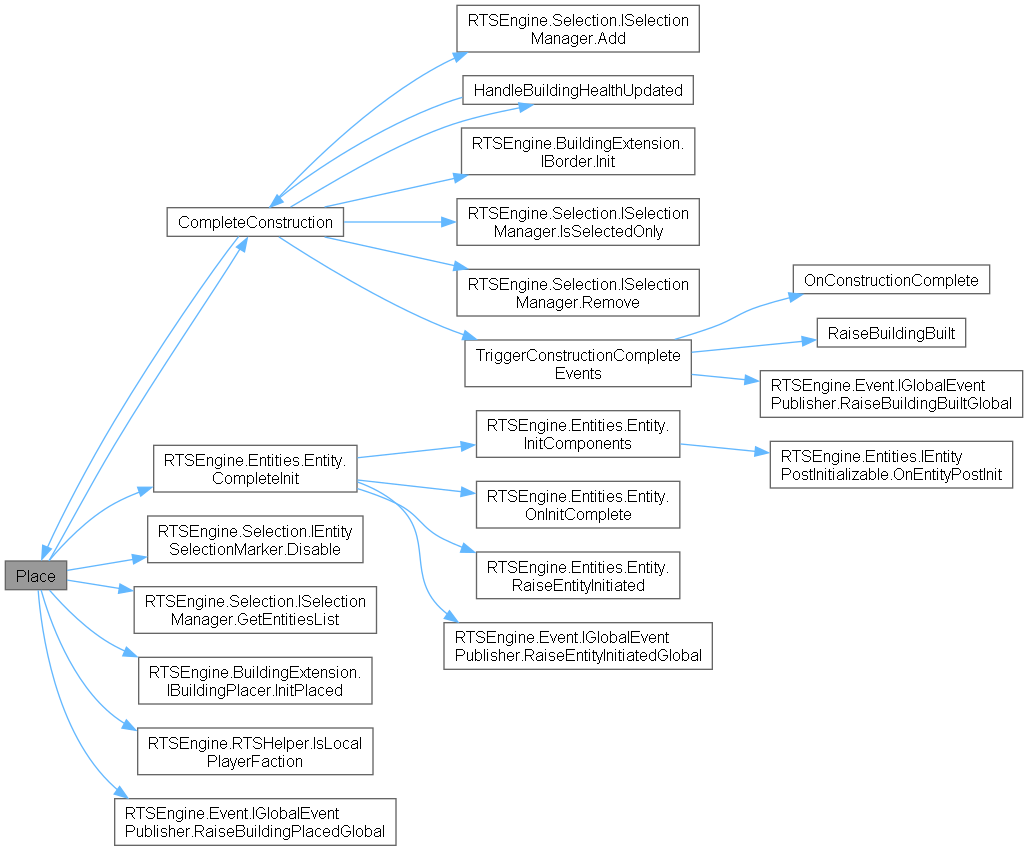 RTSEngine.Selection.ISelection
Manager.Add
HandleBuildingHealthUpdated
RTSEngine.BuildingExtension.
IBorder.Init
CompleteConstruction
RTSEngine.Selection.ISelection
Manager.IsSelectedOnly
RTSEngine.Selection.ISelection
Manager.Remove
OnConstructionComplete
RaiseBuildingBuilt
TriggerConstructionComplete
Events
RTSEngine.Event.IGlobalEvent
Publisher.RaiseBuildingBuiltGlobal
RTSEngine.Entities.Entity.
InitComponents
RTSEngine.Entities.IEntity
PostInitializable.OnEntityPostInit
RTSEngine.Entities.Entity.
CompleteInit
RTSEngine.Entities.Entity.
OnInitComplete
RTSEngine.Selection.IEntity
SelectionMarker.Disable
RTSEngine.Entities.Entity.
RaiseEntityInitiated
Place
RTSEngine.Selection.ISelection
Manager.GetEntitiesList
RTSEngine.Event.IGlobalEvent
Publisher.RaiseEntityInitiatedGlobal
RTSEngine.BuildingExtension.
IBuildingPlacer.InitPlaced
RTSEngine.RTSHelper.IsLocal
PlayerFaction
RTSEngine.Event.IGlobalEvent
Publisher.RaiseBuildingPlacedGlobal